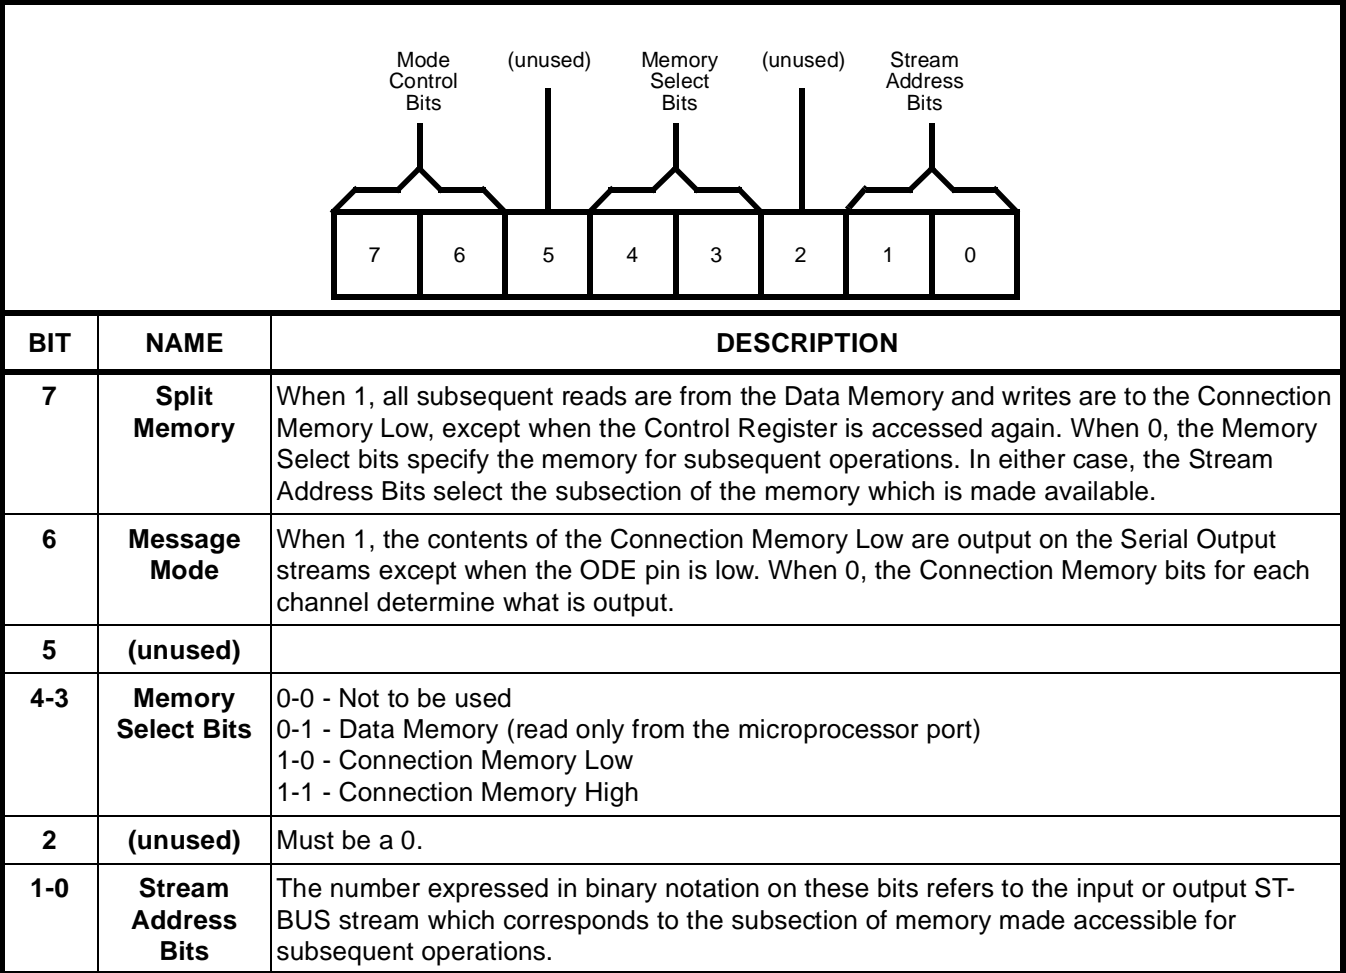 Mode Control Bits
(unused)
Memory Select Bits
(unused)
Stream Address Bits
7 6 5 4 3 2 1 0
BIT NAME DESCRIPTION
7 Split Memory When 1, all subsequent reads are from the Data Memory and writes are to the Connection
Memory Low, except when the Control Register is accessed again. When 0, the Memory
Select bits specify the memory for subsequent operations. In either case, the Stream
Address Bits select the subsection of the memory which is made available.
6 Message Mode When 1, the contents of the Connection Memory Low are output on the Serial Output
streams except when the ODE pin is low. When 0, the Connection Memory bits for each
channel determine what is output.
5 (unused)
4-3 Memory Select Bits 0-0 - Not to be used
0-1 - Data Memory (read only from the microprocessor port)
1-0 - Connection Memory Low
1-1 - Connection Memory High
2 (unused) Must be a 0.
1-0 Stream Address Bits The number expressed in binary notation on these bits refers to the input or output ST-
BUS stream which corresponds to the subsection of memory made accessible for
subsequent operations.